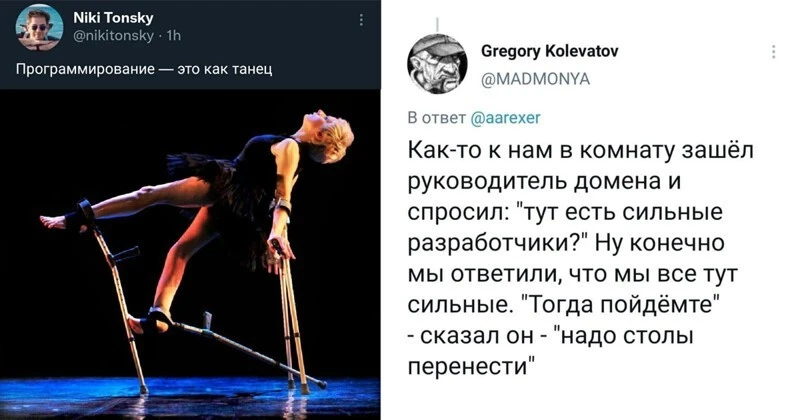 Niki Tonsky
@nikitonsky · 1h
Программирование — это как танец
Gregory Kolevatov
@MADMONYA
В ответ @aarexer
Как-то к нам в комнату зашёл
руководитель домена и
спросил: "тут есть сильные
разработчики?" Ну конечно
мы ответили, что мы все тут
сильные. "Тогда пойдёмте"
- сказал он - "надо столы
перенести"